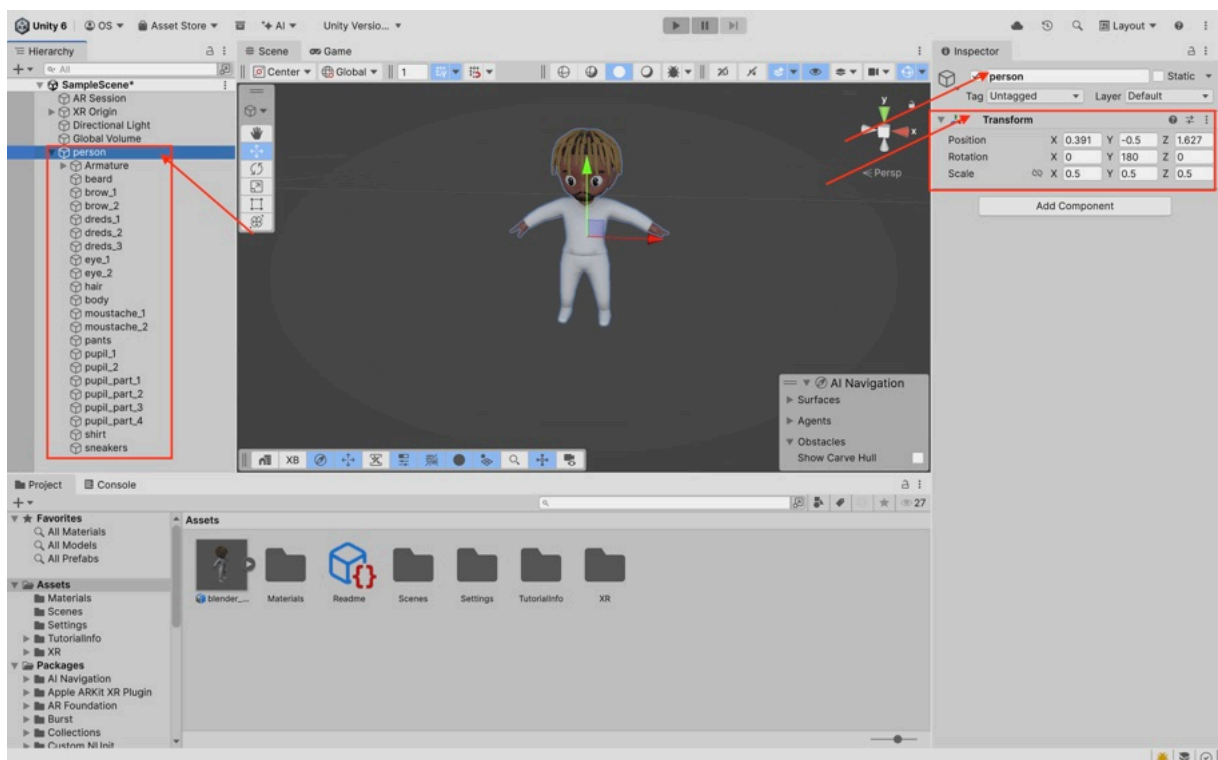 Unity 6 OS Asset Store AI Unity Versio... Layout
Hierarchy
All
SampleScene*
AR Session
XR Origin
Directional Light
Global Volume
person
Armature
beard
brow_1
brow_2
dreds_1
dreds_2
dreds_3
eye_1
eye_2
hair
body
moustache_1
moustache_2
pants
pupil_1
pupil_2
pupil_part_1
pupil_part_2
pupil_part_3
pupil_part_4
shirt
sneakers
Scene Game
Center Global 1 2D
y
x
Persp
AI Navigation
Surfaces
Agents
Obstacles
Show Carve Hull
XB
Inspector
person Static
Tag Untagged Layer Default
Transform
Position X 0.391 Y -0.5 Z 1.627
Rotation X 0 Y 180 Z 0
Scale X 0.5 Y 0.5 Z 0.5
Add Component
Project Console
27
Favorites
All Materials
All Models
All Prefabs
Assets
Materials
Scenes
Settings
TutorialInfo
XR
Packages
AI Navigation
Apple ARKit XR Plugin
AR Foundation
Burst
Collections
Custom NUnit
Assets
blender_... Materials Readme Scenes Settings TutorialInfo XR